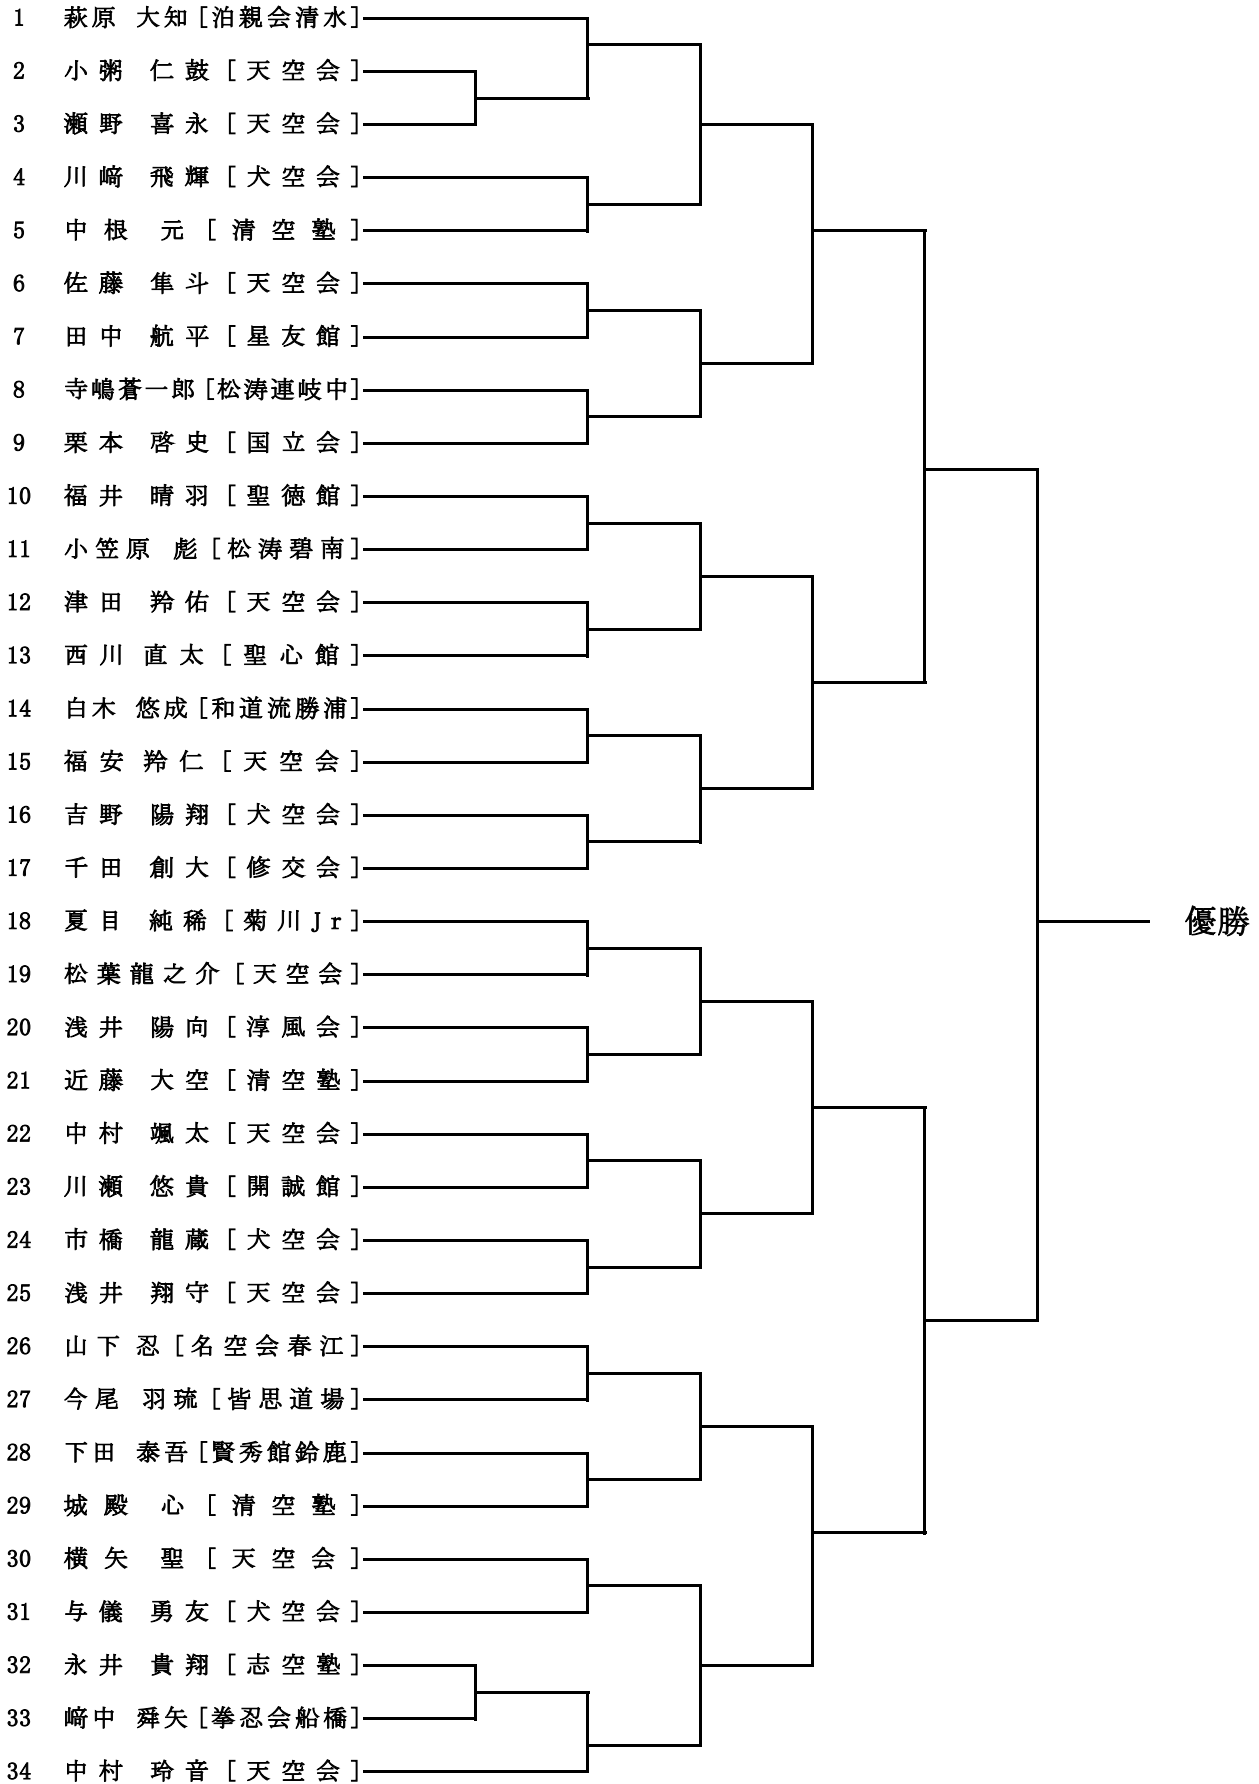 1 萩原 大知 [泊親会清水]
2 小粥 仁鼓 [天空会]
3 瀬野 喜永 [天空会]
4 川﨑 飛輝 [犬空会]
5 中根 元 [清空塾]
6 佐藤 隼斗 [天空会]
7 田中 航平 [星友館]
8 寺嶋蒼一郎 [松涛連岐中]
9 栗本 啓史 [国立会]
10 福井 晴羽 [聖徳館]
11 小笠原 彪 [松涛碧南]
12 津田 羚佑 [天空会]
13 西川 直太 [聖心館]
14 白木 悠成 [和道流勝浦]
15 福安 羚仁 [天空会]
16 吉野 陽翔 [犬空会]
17 千田 創大 [修交会]
18 夏目 純稀 [菊川Jr]
19 松葉龍之介 [天空会]
20 浅井 陽向 [淳風会]
優勝
21 近藤 大空 [清空塾]
22 中村 颯太 [天空会]
23 川瀬 悠貴 [開誠館]
24 市橋 龍蔵 [犬空会]
25 浅井 翔守 [天空会]
26 山下 忍 [名空会春江]
27 今尾 羽琉 [皆思道場]
28 下田 泰吾 [賢秀館鈴鹿]
29 城殿 心 [清空塾]
30 横矢 聖 [天空会]
31 与儀 勇友 [犬空会]
32 永井 貴翔 [志空塾]
33 﨑中 舜矢 [拳忍会船橋]
34 中村 玲音 [天空会]